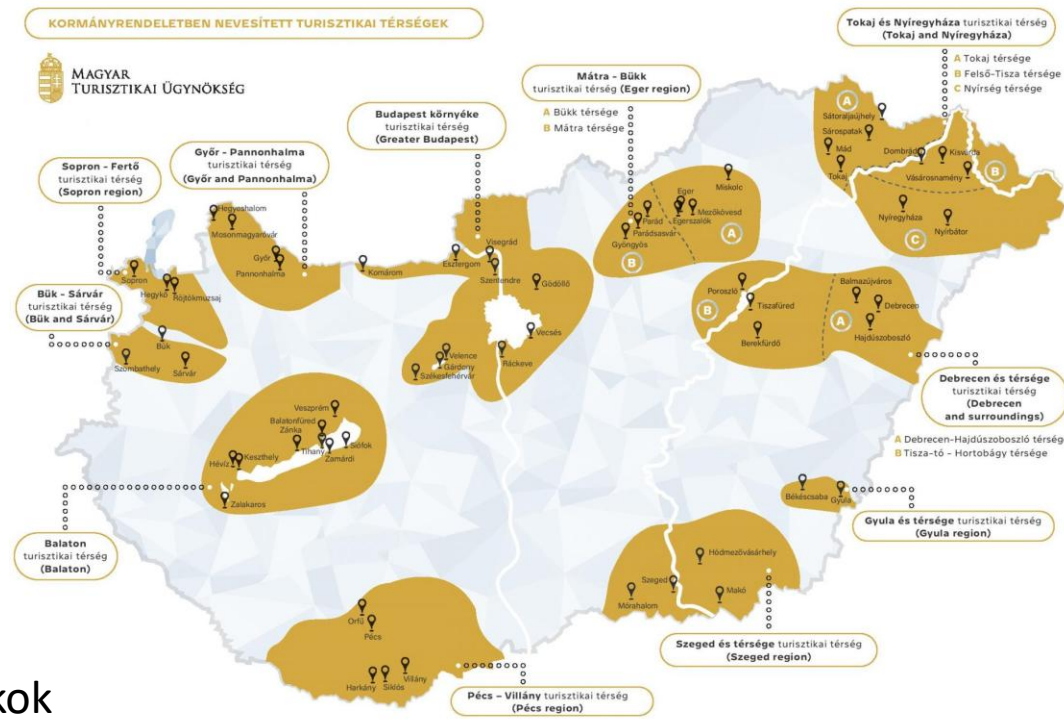 KORMÁNYRENDELETBEN NEVESÍTETT TURISZTIKAI TÉRSÉGEK
MAGYAR
TURISZTIKAI ÜGYNÖKSÉG
Tokaj és Nyíregyháza turisztikai térség
(Tokaj and Nyíregyháza)
A Tokaj térsége
B Felső-Tisza térsége
C Nyírség térsége
Mátra - Bükk
turisztikai térség (Eger region)
A Bükk térsége
B Mátra térsége
Budapest környéke
turisztikai térség
(Greater Budapest)
Győr - Pannonhalma
turisztikai térség
(Győr and Pannonhalma)
Sopron - Fertő
turisztikai térség
(Sopron region)
Bük - Sárvár
turisztikai térség
(Bük and Sárvár)
A
Sátoraljaújhely
Sárospatak
Mád
Tokaj
Dombrád
Kisvárda
Vásárosnamény
B
Nyíregyháza
Nyírbátor
C
Miskolc
Eger
Mezőkövesd
Egerszalók
Parád
Parádsasvár
Gyöngyös
A
B
Hegyeshalom
Mosonmagyaróvár
Győr
Pannonhalma
Komárom
Esztergom
Visegrád
Szentendre
Gödöllő
Vecsés
Ráckeve
Velence
Gárdony
Székesfehérvár
Sopron
Hegykő
Röjtökmuzsaj
Bük
Szombathely
Sárvár
Poroszló
Tiszafüred
Berekfürdő
B
Balmazújváros
Debrecen
Hajdúszoboszló
A
Debrecen és térsége
turisztikai térség
(Debrecen
and surroundings)
A Debrecen-Hajdúszoboszló térség
B Tisza-tó - Hortobágy térsége
Veszprém
Balatonfüred
Zánka
Tihany
Siófok
Zamárdi
Keszthely
Hévíz
Zalakaros
Balaton
turisztikai térség
(Balaton)
Békéscsaba
Gyula
Gyula és térsége turisztikai térség
(Gyula region)
Hódmezővásárhely
Szeged
Mórahalom
Makó
Szeged és térsége turisztikai térség
(Szeged region)
Orfű
Pécs
Harkány
Siklós
Villány
Pécs - Villány turisztikai térség
(Pécs region)
kok